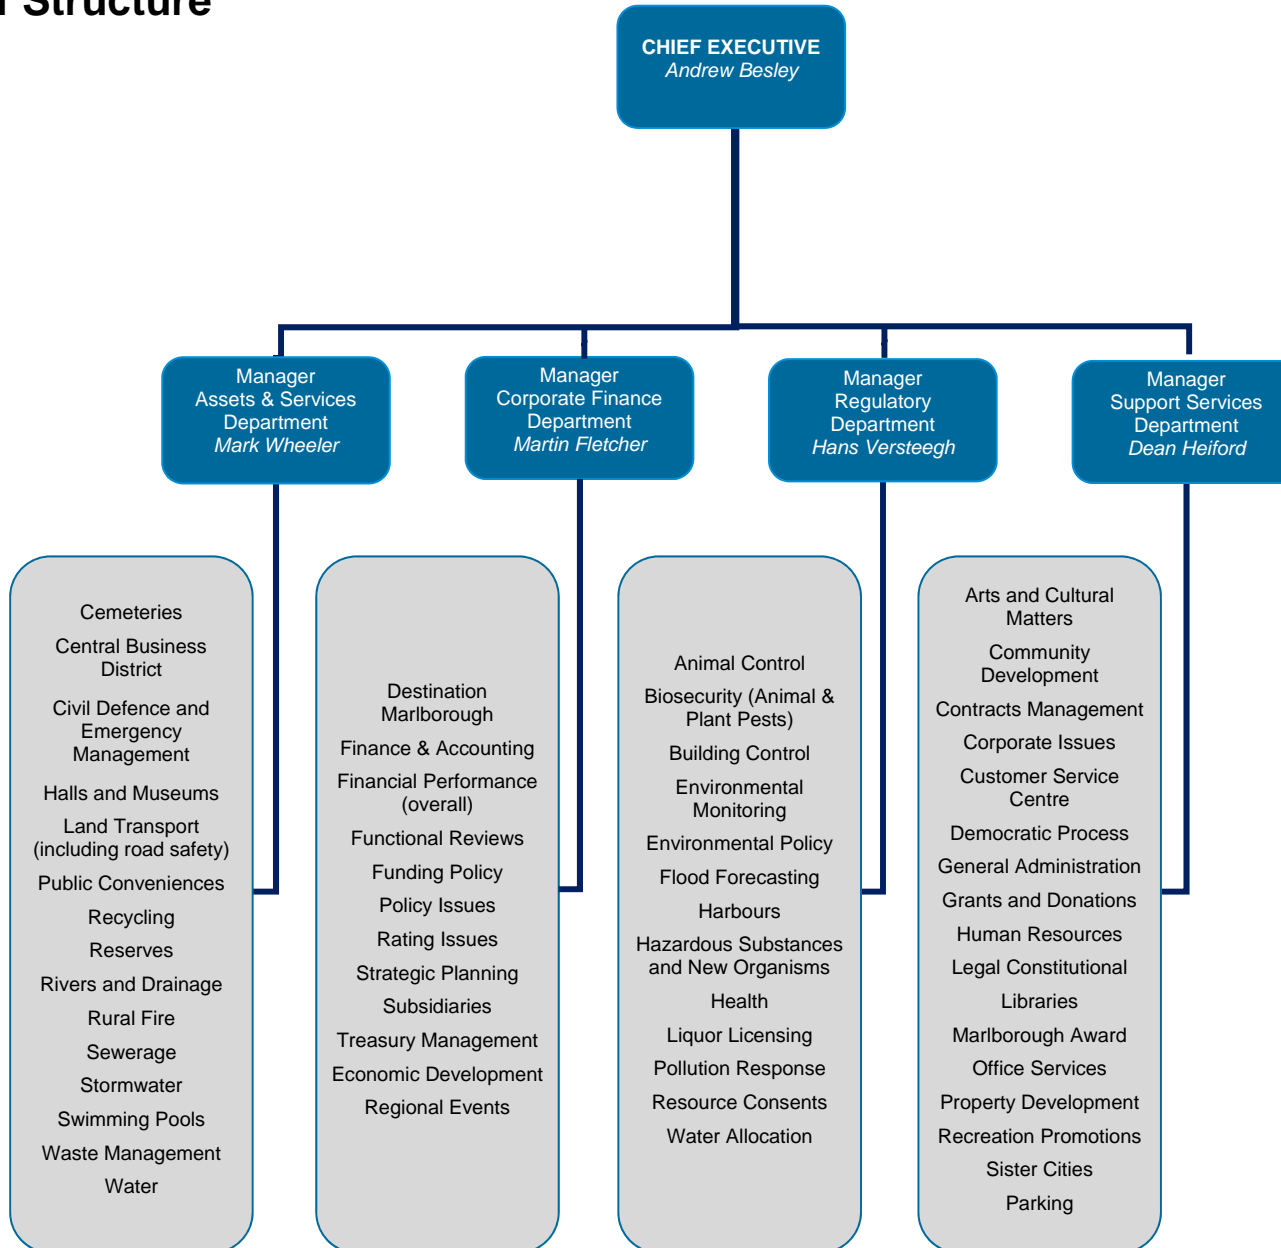 Structure
CHIEF EXECUTIVE
Andrew Besley
Manager
Assets & Services
Department
Mark Wheeler
Manager
Corporate Finance
Department
Martin Fletcher
Manager
Regulatory
Department
Hans Versteegh
Manager
Support Services
Department
Dean Heiford
Cemeteries
Central Business
District
Civil Defence and
Emergency
Management
Halls and Museums
Land Transport
(including road safety)
Public Conveniences
Recycling
Reserves
Rivers and Drainage
Rural Fire
Sewerage
Stormwater
Swimming Pools
Waste Management
Water
Destination
Marlborough
Finance & Accounting
Financial Performance
(overall)
Functional Reviews
Funding Policy
Policy Issues
Rating Issues
Strategic Planning
Subsidiaries
Treasury Management
Economic Development
Regional Events
Animal Control
Biosecurity (Animal &
Plant Pests)
Building Control
Environmental
Monitoring
Environmental Policy
Flood Forecasting
Harbours
Hazardous Substances
and New Organisms
Health
Liquor Licensing
Pollution Response
Resource Consents
Water Allocation
Arts and Cultural
Matters
Community
Development
Contracts Management
Corporate Issues
Customer Service
Centre
Democratic Process
General Administration
Grants and Donations
Human Resources
Legal Constitutional
Libraries
Marlborough Award
Office Services
Property Development
Recreation Promotions
Sister Cities
Parking